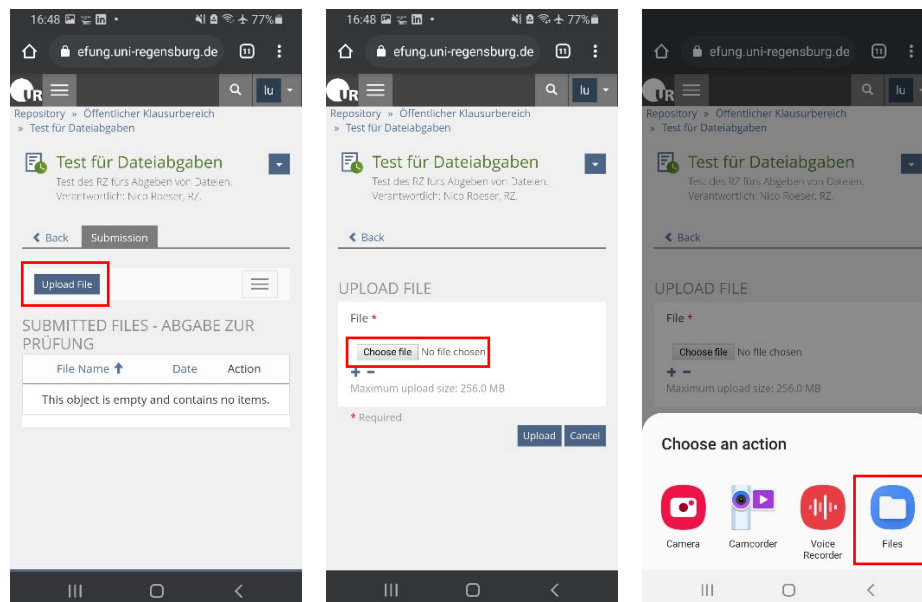 16:48
77%
efung.uni-regensburg.de
11
UR
lu
Repository » Öffentlicher Klausurbereich
» Test für Dateiabgaben
Test für Dateiabgaben
Test des RZ fürs Abgeben von Dateien.
Verantwortlich: Nico Roeser, RZ.
Back
Submission
Upload File
SUBMITTED FILES - ABGABE ZUR
PRÜFUNG
File Name Date Action
This object is empty and contains no items.
16:48
77%
efung.uni-regensburg.de
11
UR
lu
Repository » Öffentlicher Klausurbereich
» Test für Dateiabgaben
Test für Dateiabgaben
Test des RZ fürs Abgeben von Dateien.
Verantwortlich: Nico Roeser, RZ.
Back
UPLOAD FILE
File *
Choose file No file chosen
Maximum upload size: 256.0 MB
* Required
Upload Cancel
efung.uni-regensburg.de
11
UR
lu
Repository » Öffentlicher Klausurbereich
» Test für Dateiabgaben
Test für Dateiabgaben
Test des RZ fürs Abgeben von Dateien.
Verantwortlich: Nico Roeser, RZ.
Back
UPLOAD FILE
File *
Choose file No file chosen
Maximum upload size: 256.0 MB
Choose an action
Camera
Camcorder
Voice
Recorder
Files